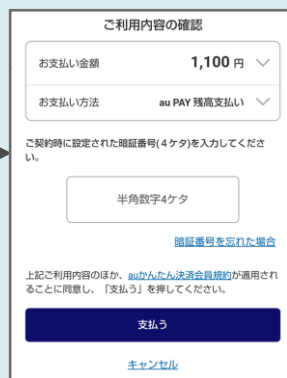 ご利用内容の確認
お支払い金額 1,100 円
お支払い方法 au PAY 残高支払い
ご契約時に設定された暗証番号(4ケタ)を入力してくださ
い。
半角数字4ケタ
暗証番号を忘れた場合
上記ご利用内容のほか、auかんたん決済会員規約が適用され
ることに同意し、「支払う」を押してください。
支払う
キャンセル